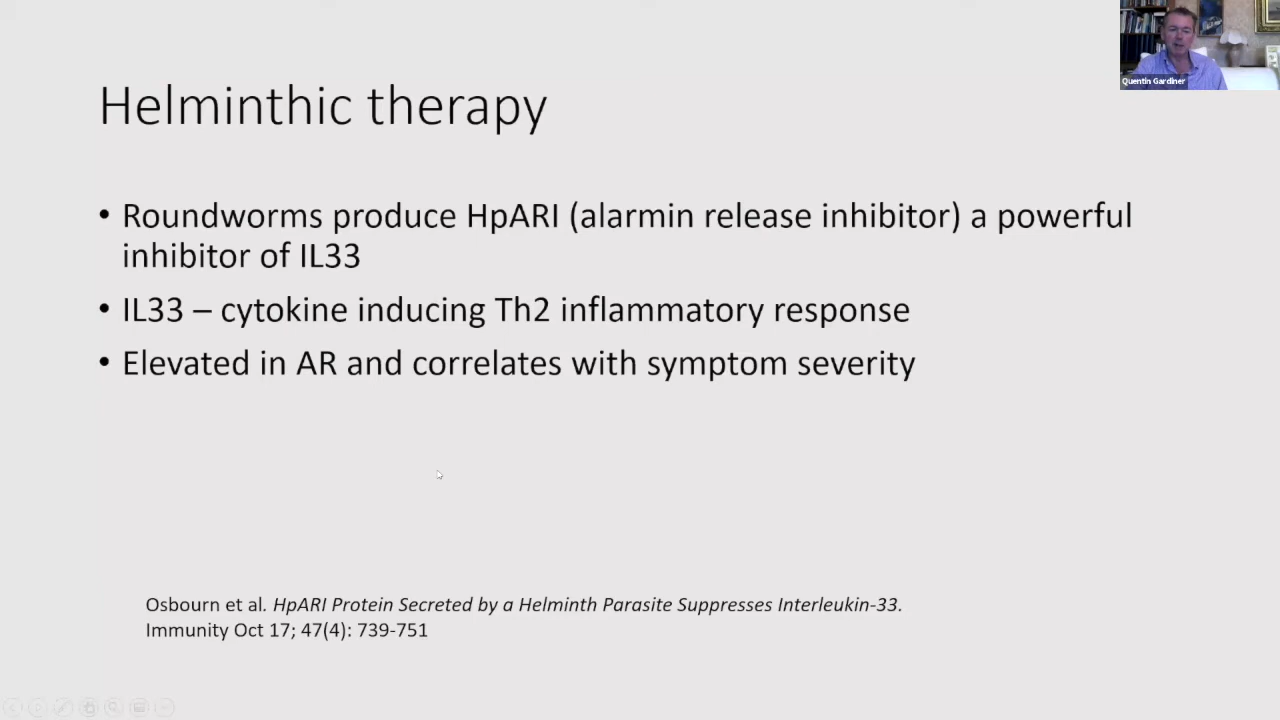 Quentin Gardiner
Helminthic therapy
• Roundworms produce HpARI (alarmin release inhibitor) a powerful
inhibitor of IL33
• IL33 – cytokine inducing Th2 inflammatory response
• Elevated in AR and correlates with symptom severity
Osbourn et al. HpARI Protein Secreted by a Helminth Parasite Suppresses Interleukin-33.
Immunity Oct 17; 47(4): 739-751